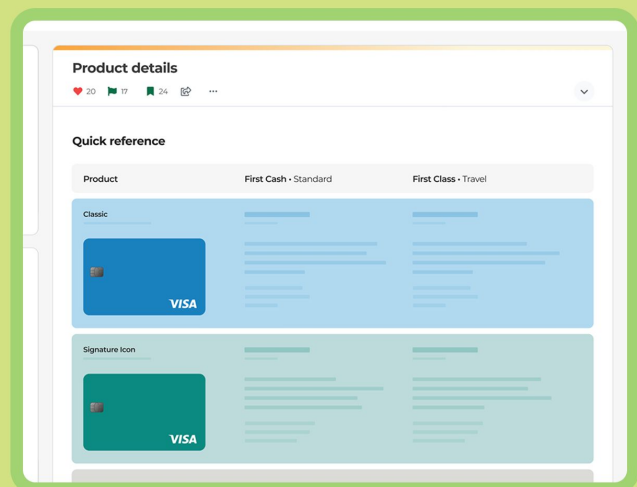 Product details
20 17 24 ...
Quick reference
Product First Cash • Standard First Class • Travel
Classic
VISA
Signature Icon
VISA